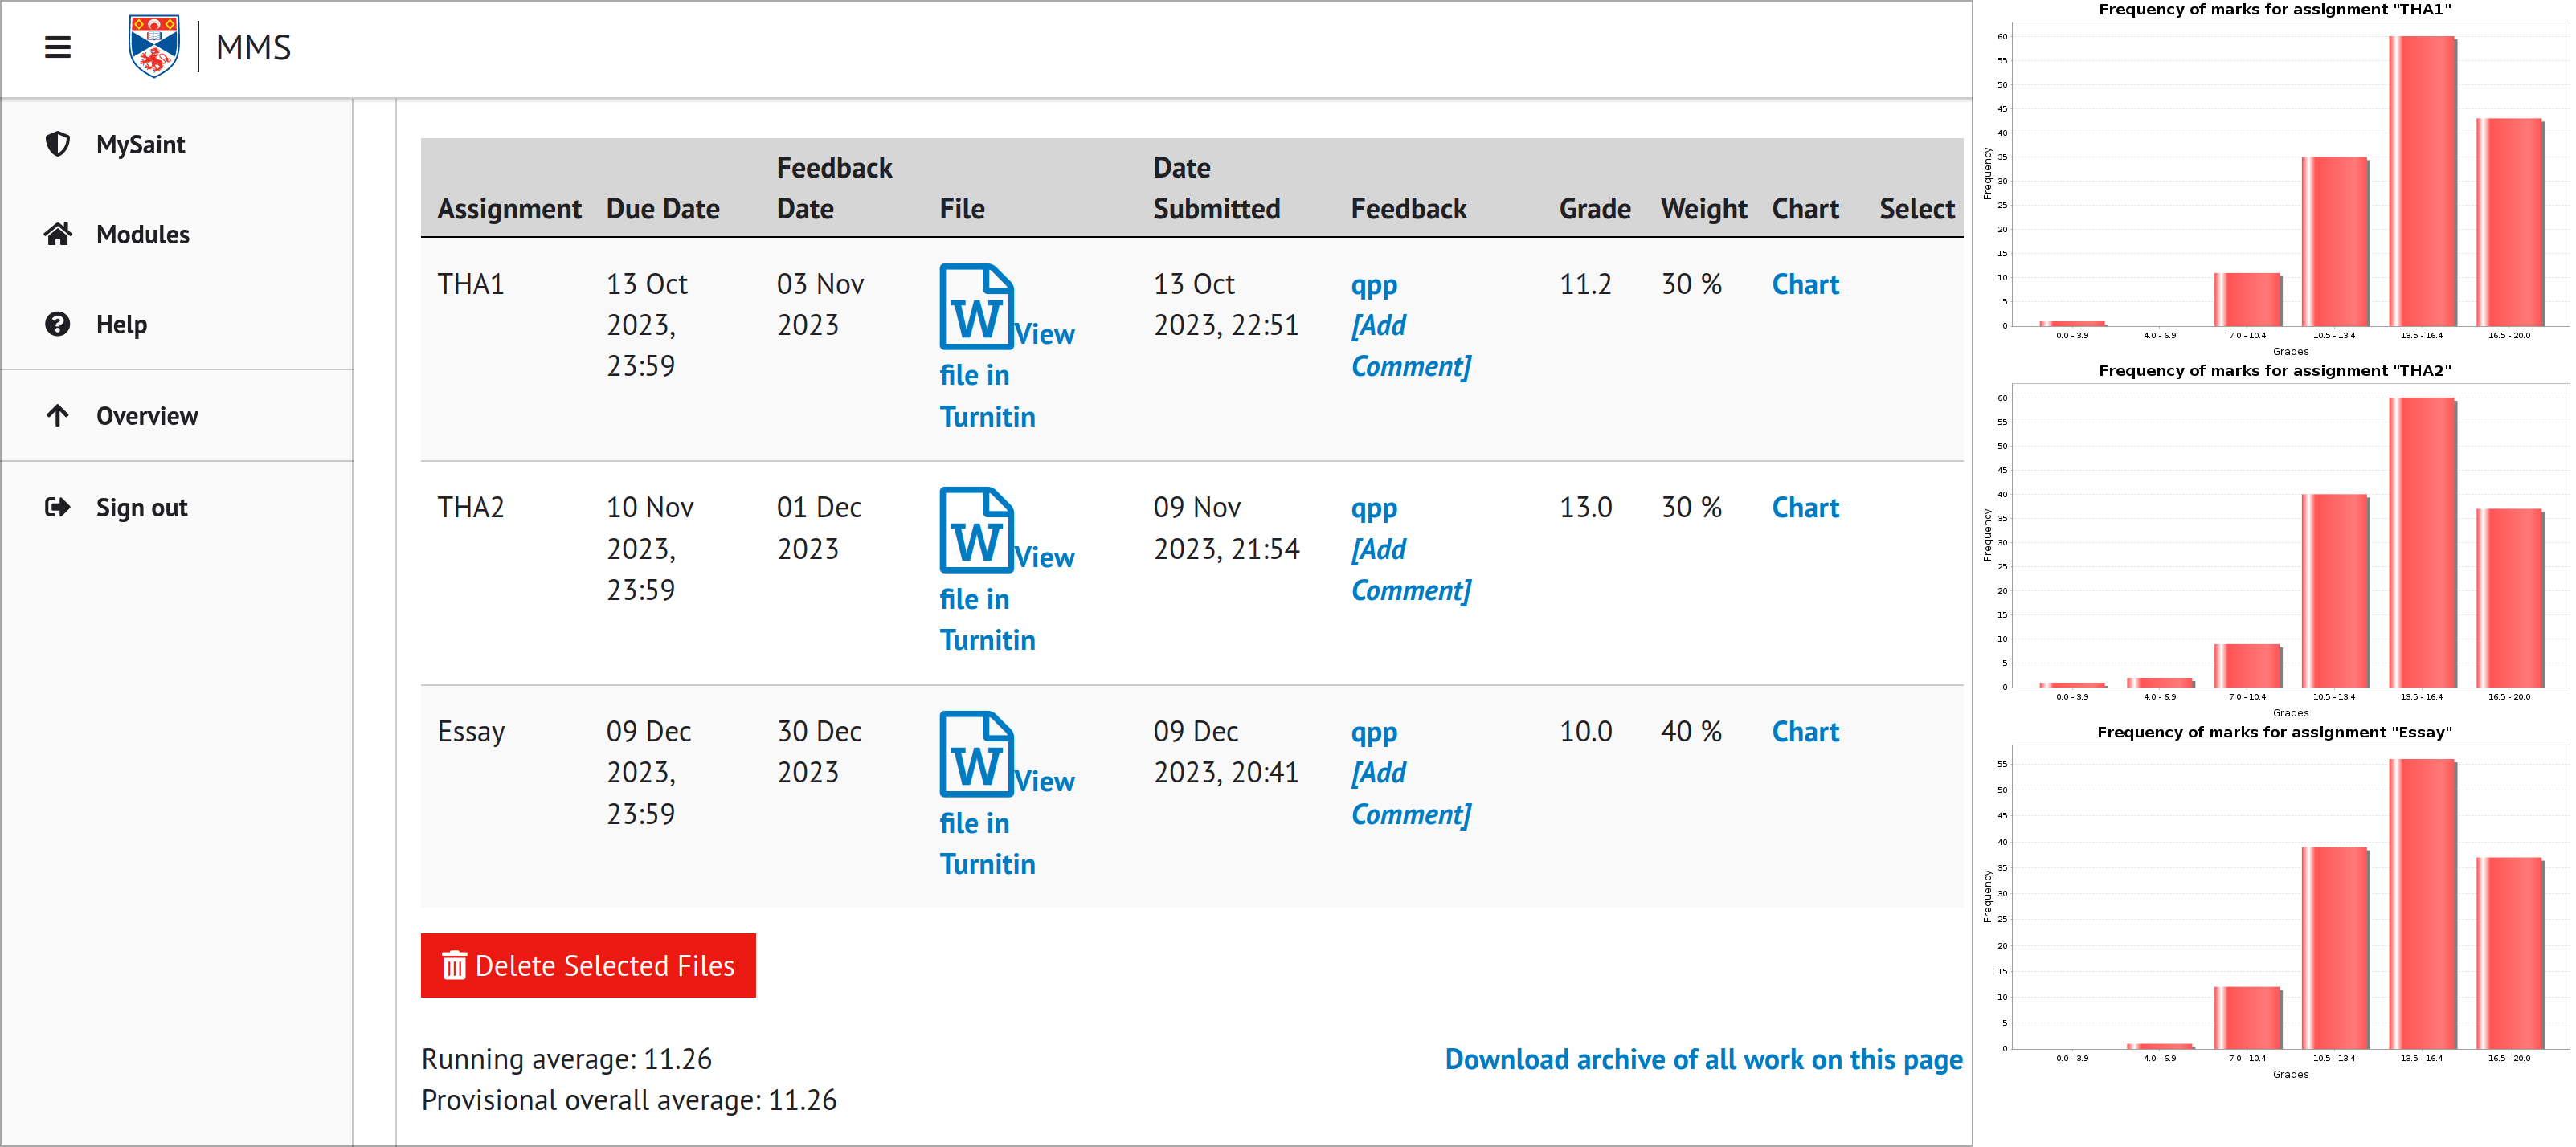 MMS
MySaint
Modules
Help
Overview
Sign out
Assignment Due Date Feedback Date File Date Submitted Feedback Grade Weight Chart Select
THA1 13 Oct 03 Nov View 13 Oct qpp 11.2 30 % Chart
2023, 2023 2023, 22:51 [Add
23:59 file in Comment]
Turnitin
THA2 10 Nov 01 Dec View 09 Nov qpp 13.0 30 % Chart
2023, 2023 2023, 21:54 [Add
23:59 file in Comment]
Turnitin
Essay 09 Dec 30 Dec View 09 Dec qpp 10.0 40 % Chart
2023, 2023 2023, 20:41 [Add
23:59 file in Comment]
Turnitin
Delete Selected Files
Running average: 11.26
Provisional overall average: 11.26
Download archive of all work on this page
Frequency of marks for assignment "THA1"
Frequency
60
55
50
45
40
35
30
25
20
15
10
5
0
0.0 - 3.9 4.0 - 6.9 7.0 - 10.4 10.5 - 13.4 13.5 - 16.4 16.5 - 20.0
Grades
Frequency of marks for assignment "THA2"
Frequency
60
55
50
45
40
35
30
25
20
15
10
5
0
0.0 - 3.9 4.0 - 6.9 7.0 - 10.4 10.5 - 13.4 13.5 - 16.4 16.5 - 20.0
Grades
Frequency of marks for assignment "Essay"
Frequency
55
50
45
40
35
30
25
20
15
10
5
0
0.0 - 3.9 4.0 - 6.9 7.0 - 10.4 10.5 - 13.4 13.5 - 16.4 16.5 - 20.0
Grades